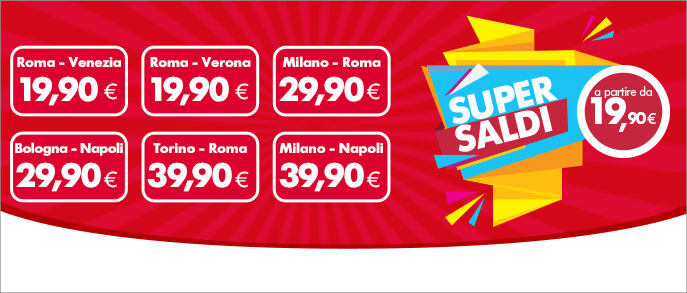 Roma - Venezia
19,90 €
Roma - Verona
19,90 €
Milano - Roma
29,90 €
Bologna - Napoli
29,90 €
Torino - Roma
39,90 €
Milano - Napoli
39,90 €
SUPER
SALDI
a partire da
19,90€